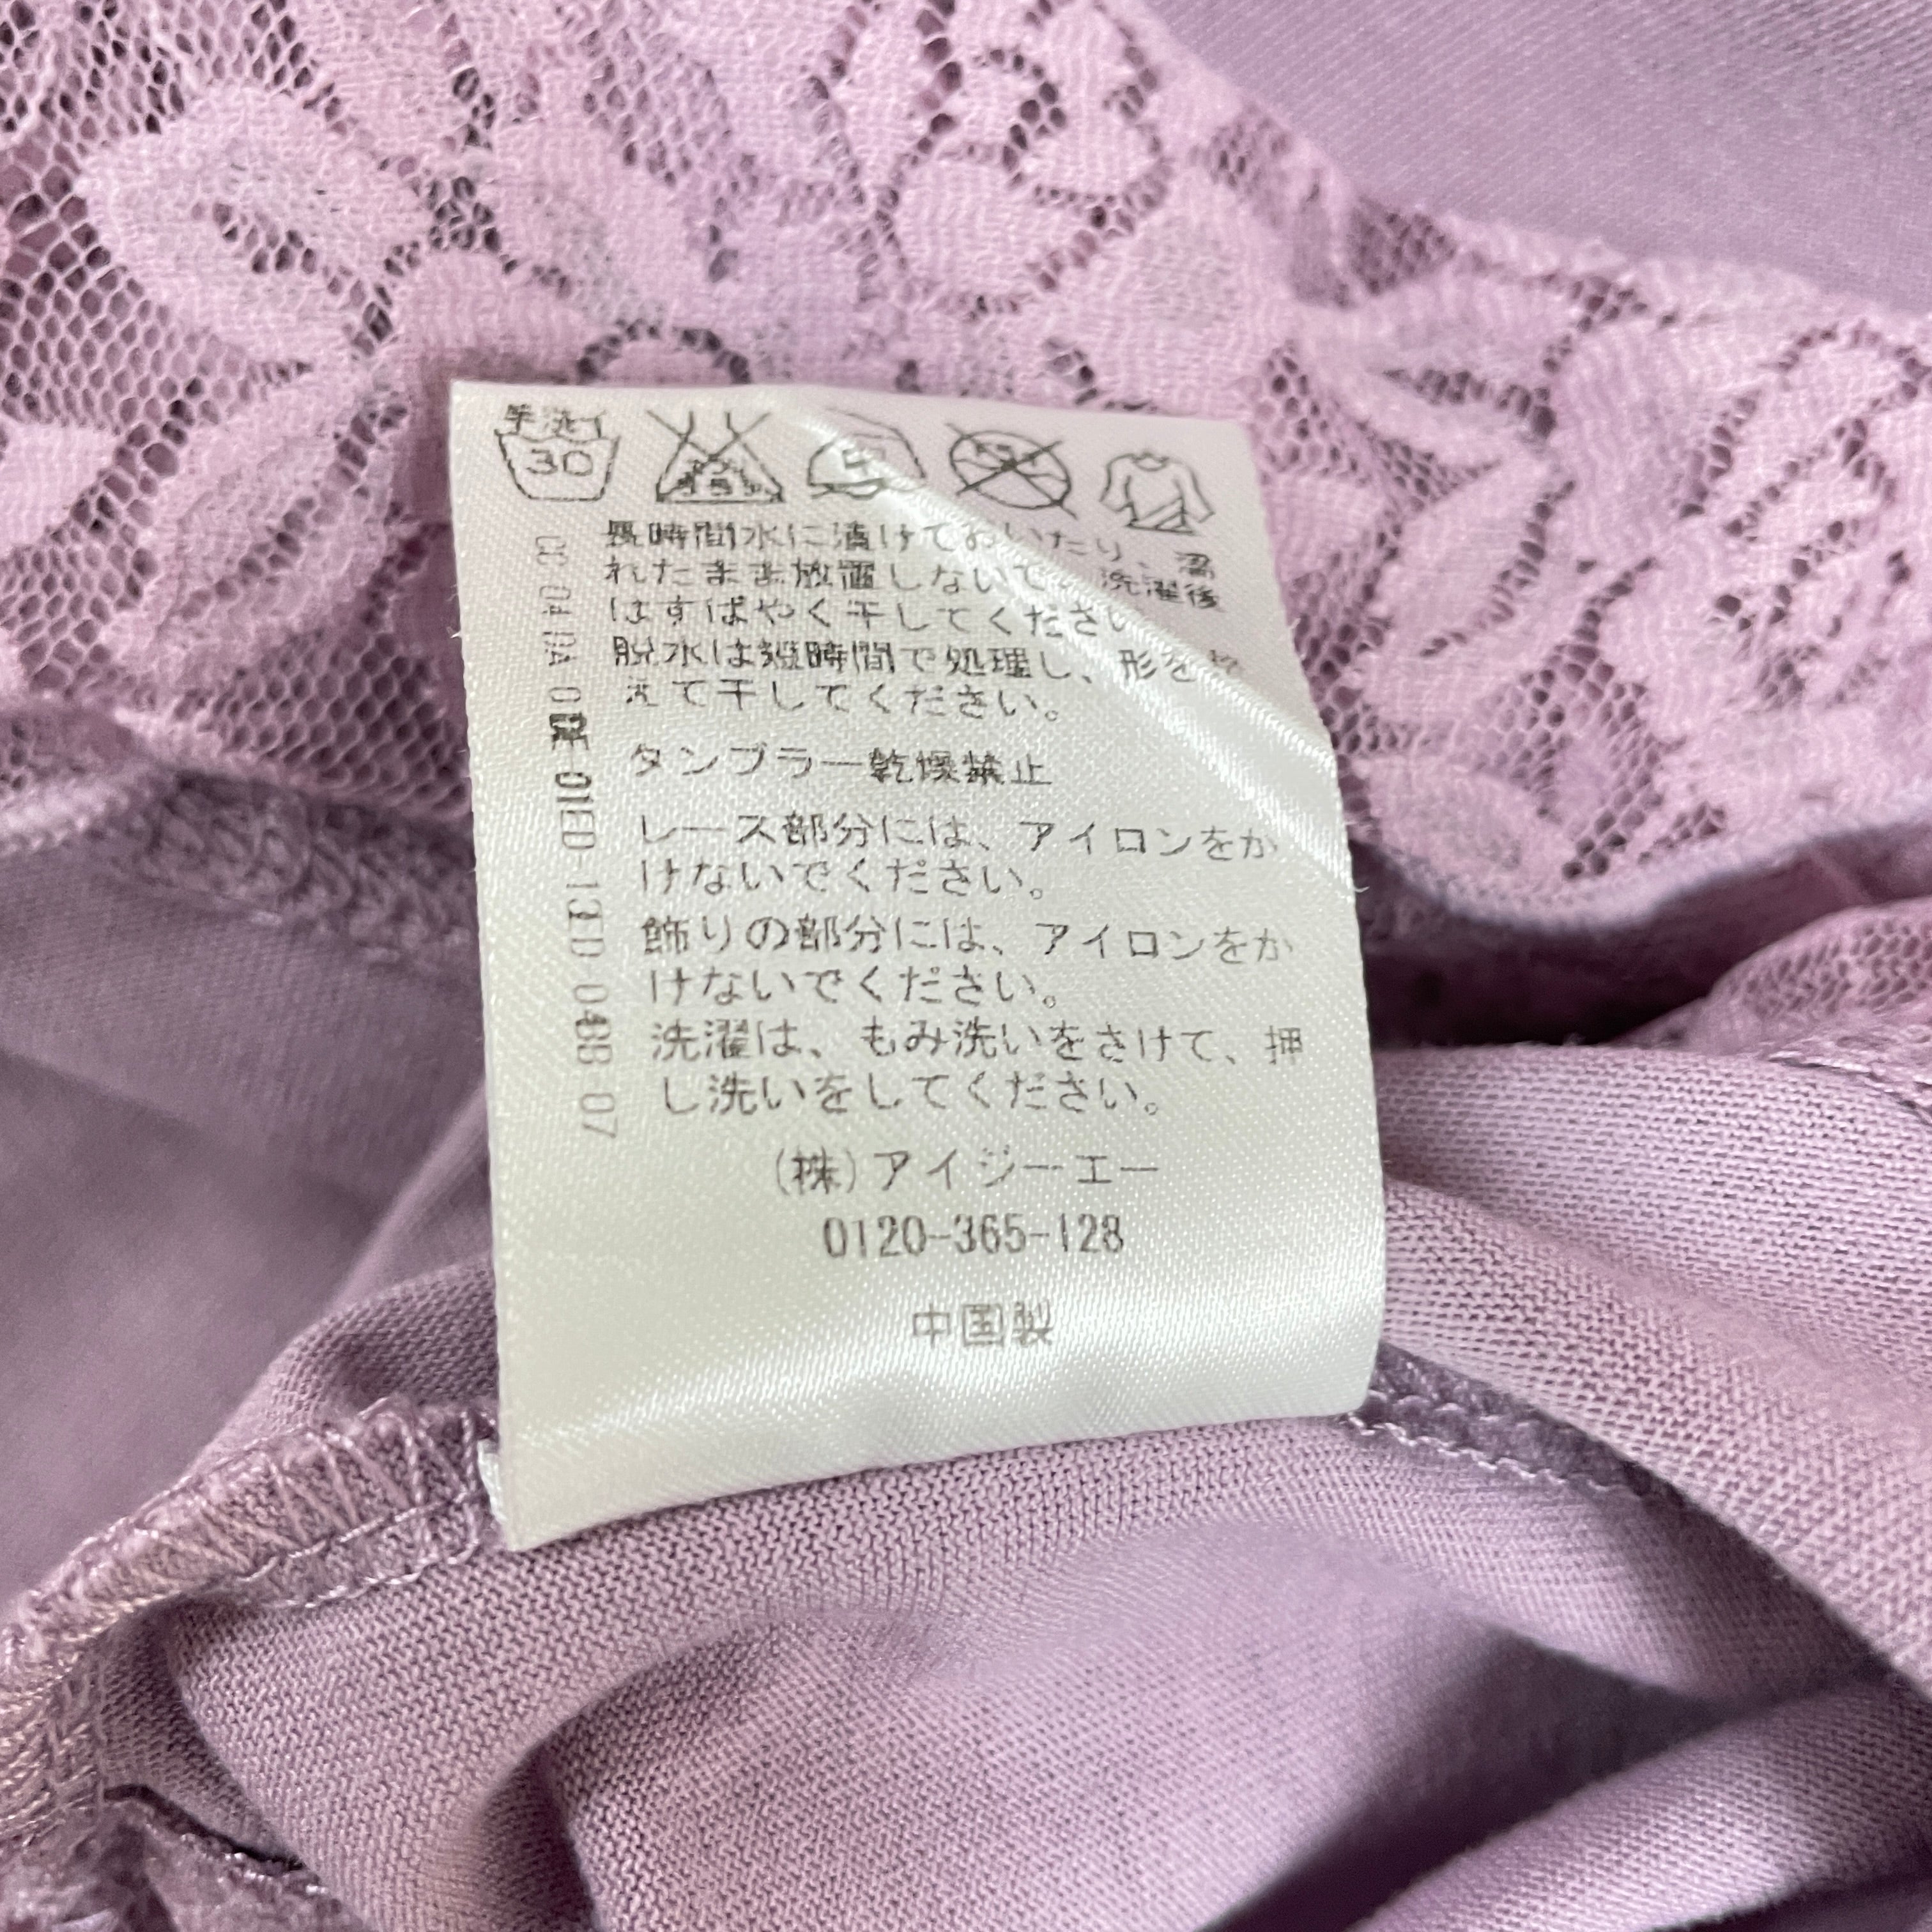 手洗イ
30
長時間水に漬けておいたり、濡
れたまま放置しないで 洗濯後
はすばやく干してください
脱水は短時間で処理し、形を
えて干してください。
タンブラー乾燥禁止
レース部分には、アイロンをか
けないでください。
飾りの部分には、アイロンをか
けないでください。
洗濯は、もみ洗いをさけて、押
し洗いをしてください。
(株)アイジーエー
0120-365-128
中国製